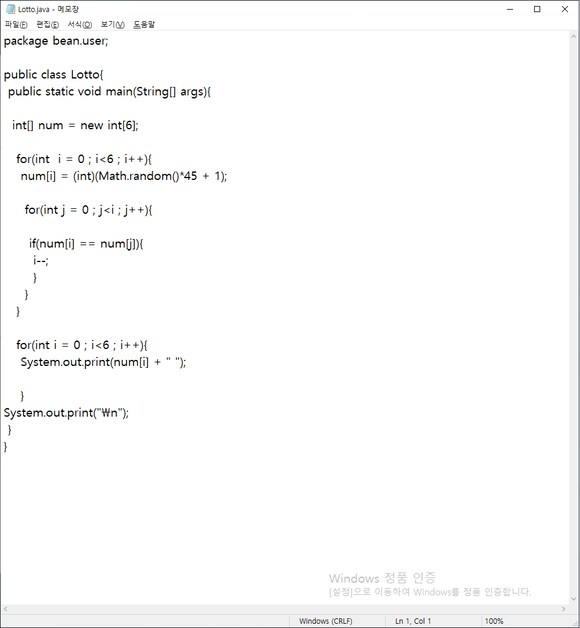 Lotto.java - 메모장
파일(F) 편집(E) 서식(O) 보기(V) 도움말
package bean.user;
public class Lotto{
public static void main(String[] args){
int[] num = new int[6];
for(int i = 0 ; i<6 ; i++){
num[i] = (int)(Math.random()*45 + 1);
for(int j = 0 ; j<i ; j++){
if(num[i] == num[j]){
i--;
}
}
}
for(int i = 0 ; i<6 ; i++){
System.out.print(num[i] + " ");
}
System.out.print("₩n");
}
}
Windows 정품 인증
[설정]으로 이동하여 Windows를 정품 인증합니다.
Windows (CRLF) Ln 1, Col 1 100%